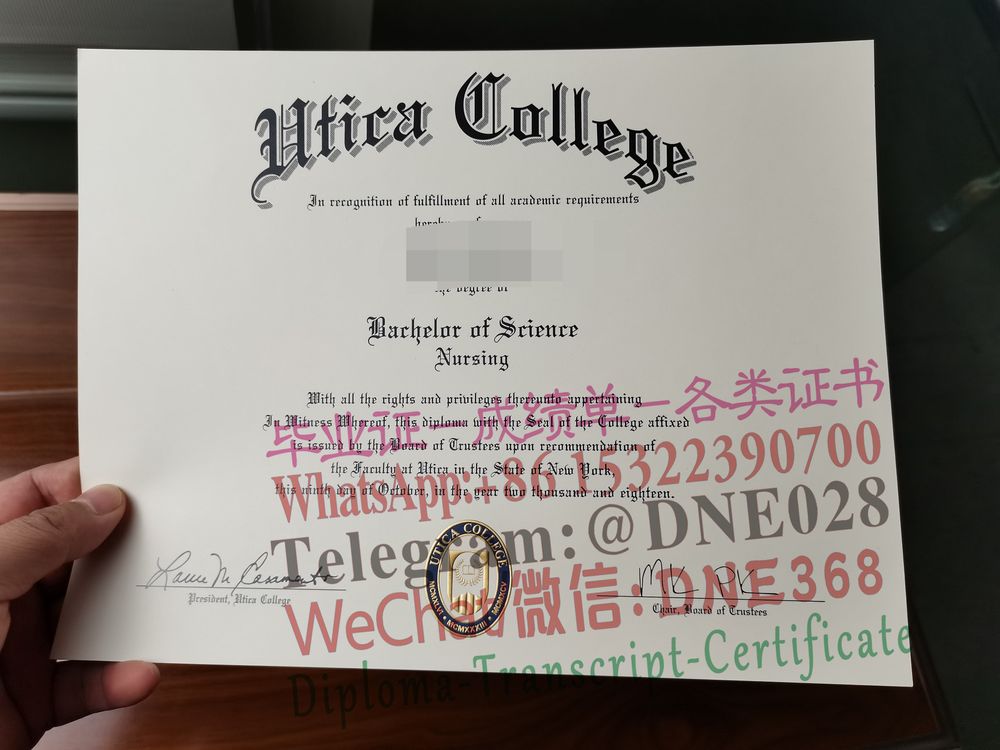 Utica College
In recognition of fulfillment of all academic requirements
degree of
Bachelor of Science
Nursing
With all the rights and privileges thereunto appertaining
In Witness Whereof, this diploma with the Seal of the College affixed
is issued by the Board of Trustees upon recommendation of
the Faculty at Utica in the State of New York,
this ninth day of October, in the year two thousand and eighteen.
毕业证-成绩单-各类证书
WhatsApp:+86 15322390700
Telegram:@DNE028
WeChat微信:DNE368
Diploma-Transcript-Certificate
UTICA COLLEGE
MCMXLVI • MCMXXXIII • MCMXCV
President, Utica College
Chair, Board of Trustees